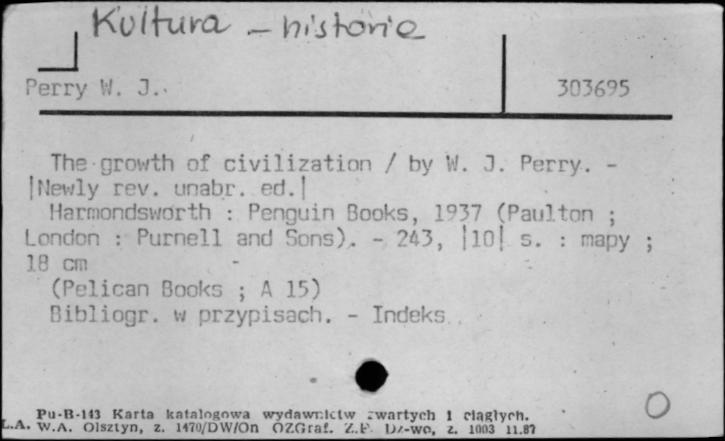 Kultura - historie
Perry W. J. 303695
The growth of civilization / by W. J. Perry. -
|Newly rev. unabr. ed.|
Harmondsworth : Penguin Books, 1937 (Paulton ;
London : Purnell and Sons). - 243, |10| s. : mapy ;
18 cm
(Pelican Books ; A 15)
Bibliogr. w przypisach. - Indeks
Pu-B-143 Karta katalogowa wydawnictw zwartych i ciągłych.
L.A. W.A. Olsztyn, z. 1470/DW/On OZGraf. Z.P. Dz-wo, z. 1003 11.87
O